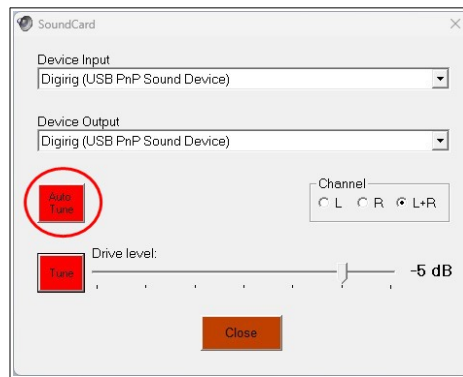 SoundCard
Device Input
Digirig (USB PnP Sound Device)
Device Output
Digirig (USB PnP Sound Device)
Auto
Tune
Channel
L R L+R
Tune
Drive level:
-5 dB
Close